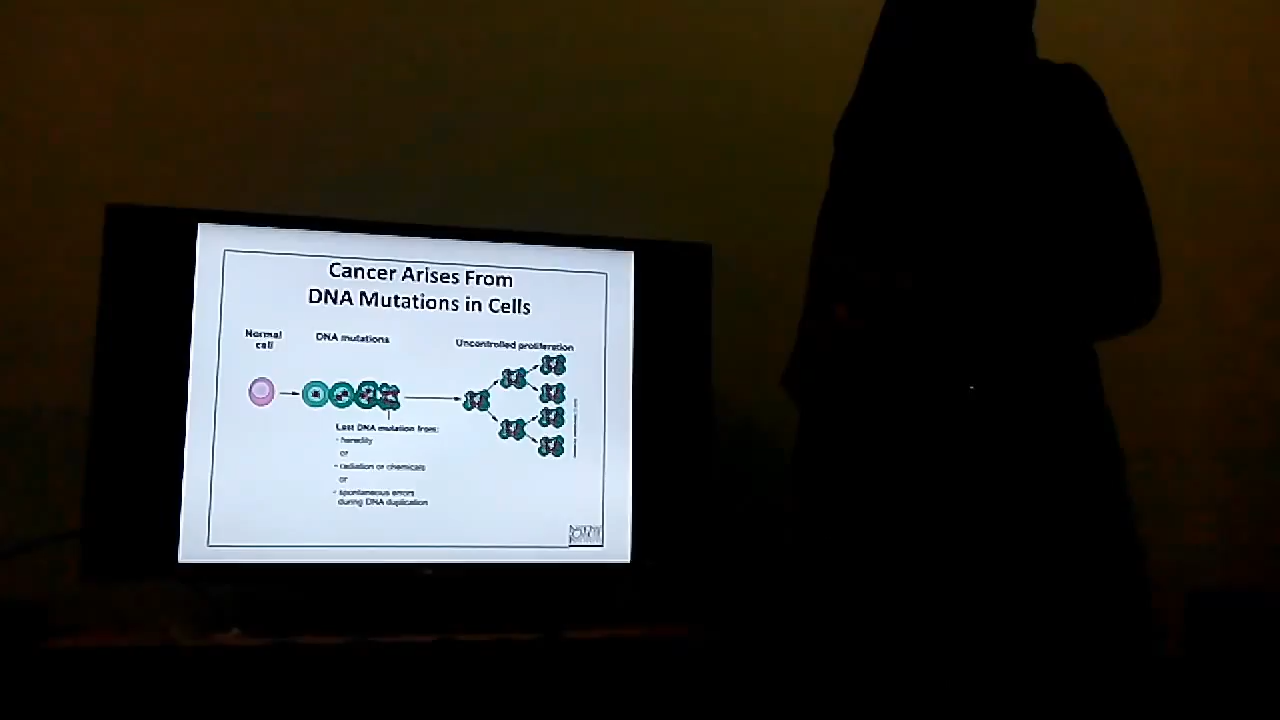 Cancer Arises From
DNA Mutations in Cells
Normal
cell
DNA mutations
Uncontrolled proliferation
Last DNA mutation from:
- heredity
or
- radiation or chemicals
or
- spontaneous errors
during DNA duplication